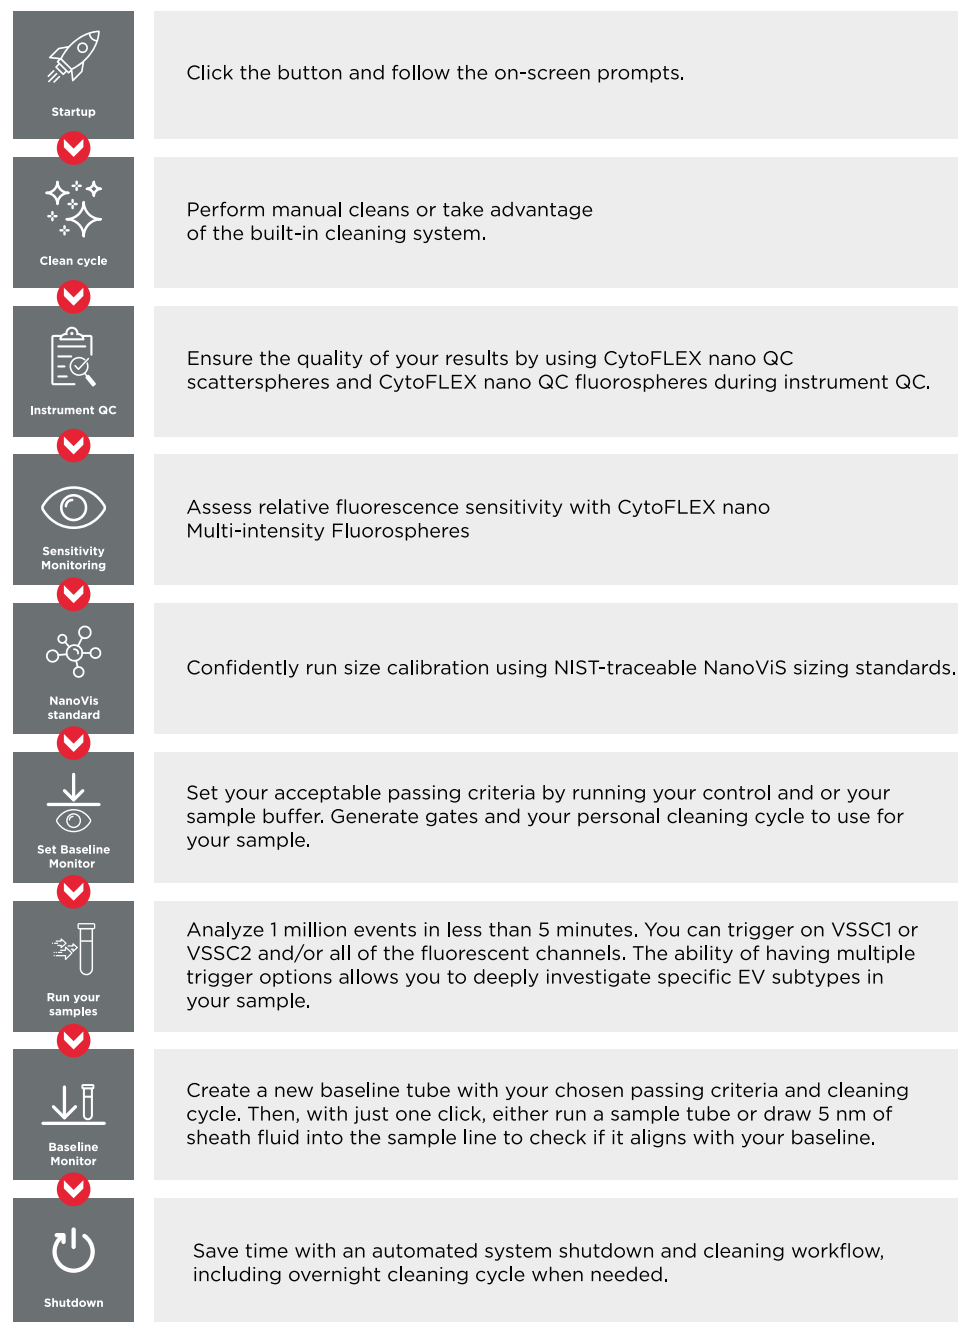 Startup
Click the button and follow the on-screen prompts.
Clean cycle
Perform manual cleans or take advantage
of the built-in cleaning system.
Instrument QC
Ensure the quality of your results by using CytoFLEX nano QC
scatterspheres and CytoFLEX nano QC fluorospheres during instrument QC.
Sensitivity
Monitoring
Assess relative fluorescence sensitivity with CytoFLEX nano
Multi-intensity Fluorospheres
NanoVis
standard
Confidently run size calibration using NIST-traceable NanoViS sizing standards.
Set Baseline
Monitor
Set your acceptable passing criteria by running your control and or your
sample buffer. Generate gates and your personal cleaning cycle to use for
your sample.
Run your
samples
Analyze 1 million events in less than 5 minutes. You can trigger on VSSC1 or
VSSC2 and/or all of the fluorescent channels. The ability of having multiple
trigger options allows you to deeply investigate specific EV subtypes in
your sample.
Baseline
Monitor
Create a new baseline tube with your chosen passing criteria and cleaning
cycle. Then, with just one click, either run a sample tube or draw 5 nm of
sheath fluid into the sample line to check if it aligns with your baseline.
Shutdown
Save time with an automated system shutdown and cleaning workflow,
including overnight cleaning cycle when needed.